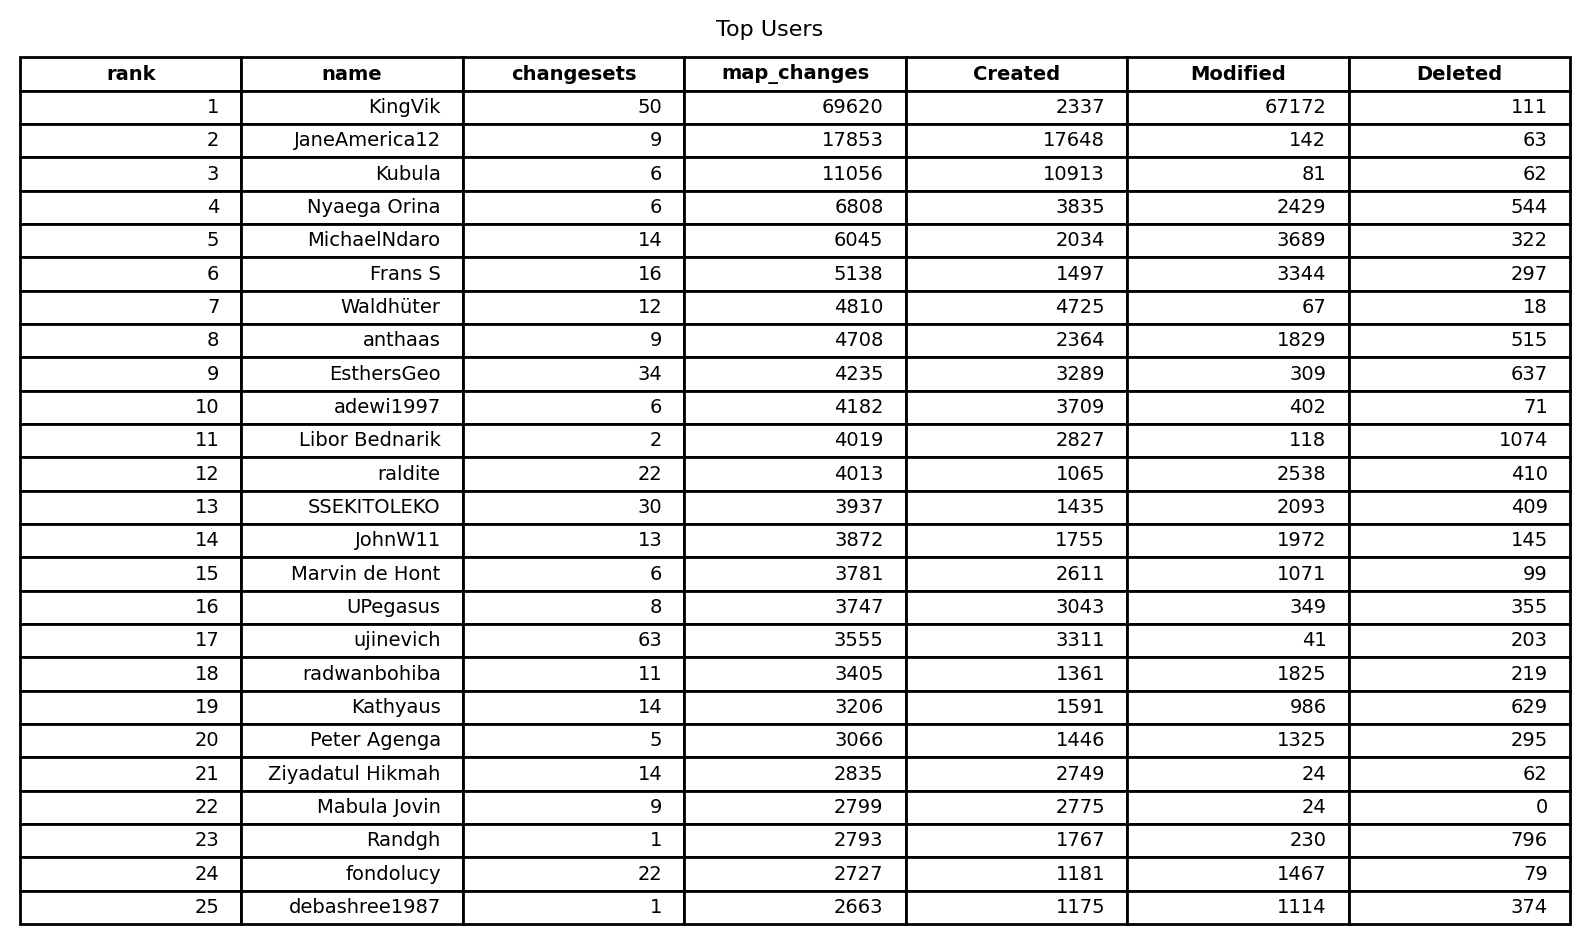 Top Users
rank name changesets map_changes Created Modified Deleted
1 KingVik 50 69620 2337 67172 111
2 JaneAmerica12 9 17853 17648 142 63
3 Kubula 6 11056 10913 81 62
4 Nyaega Orina 6 6808 3835 2429 544
5 MichaelNdaro 14 6045 2034 3689 322
6 Frans S 16 5138 1497 3344 297
7 Waldhüter 12 4810 4725 67 18
8 anthaas 9 4708 2364 1829 515
9 EsthersGeo 34 4235 3289 309 637
10 adewi1997 6 4182 3709 402 71
11 Libor Bednarik 2 4019 2827 118 1074
12 raldite 22 4013 1065 2538 410
13 SSEKITOLEKO 30 3937 1435 2093 409
14 JohnW11 13 3872 1755 1972 145
15 Marvin de Hont 6 3781 2611 1071 99
16 UPegasus 8 3747 3043 349 355
17 ujinevich 63 3555 3311 41 203
18 radwanbohiba 11 3405 1361 1825 219
19 Kathyaus 14 3206 1591 986 629
20 Peter Agenga 5 3066 1446 1325 295
21 Ziyadatul Hikmah 14 2835 2749 24 62
22 Mabula Jovin 9 2799 2775 24 0
23 Randgh 1 2793 1767 230 796
24 fondolucy 22 2727 1181 1467 79
25 debashree1987 1 2663 1175 1114 374